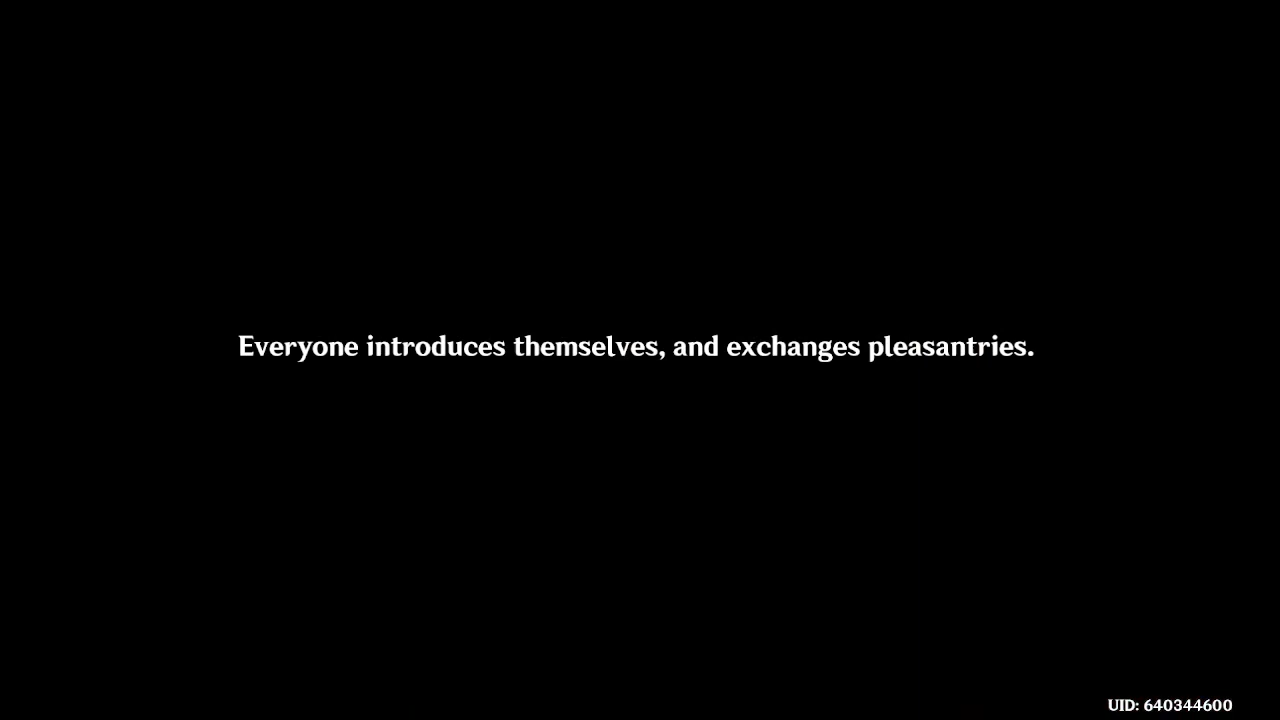 Everyone introduces themselves, and exchanges pleasantries.
UID: 640344600